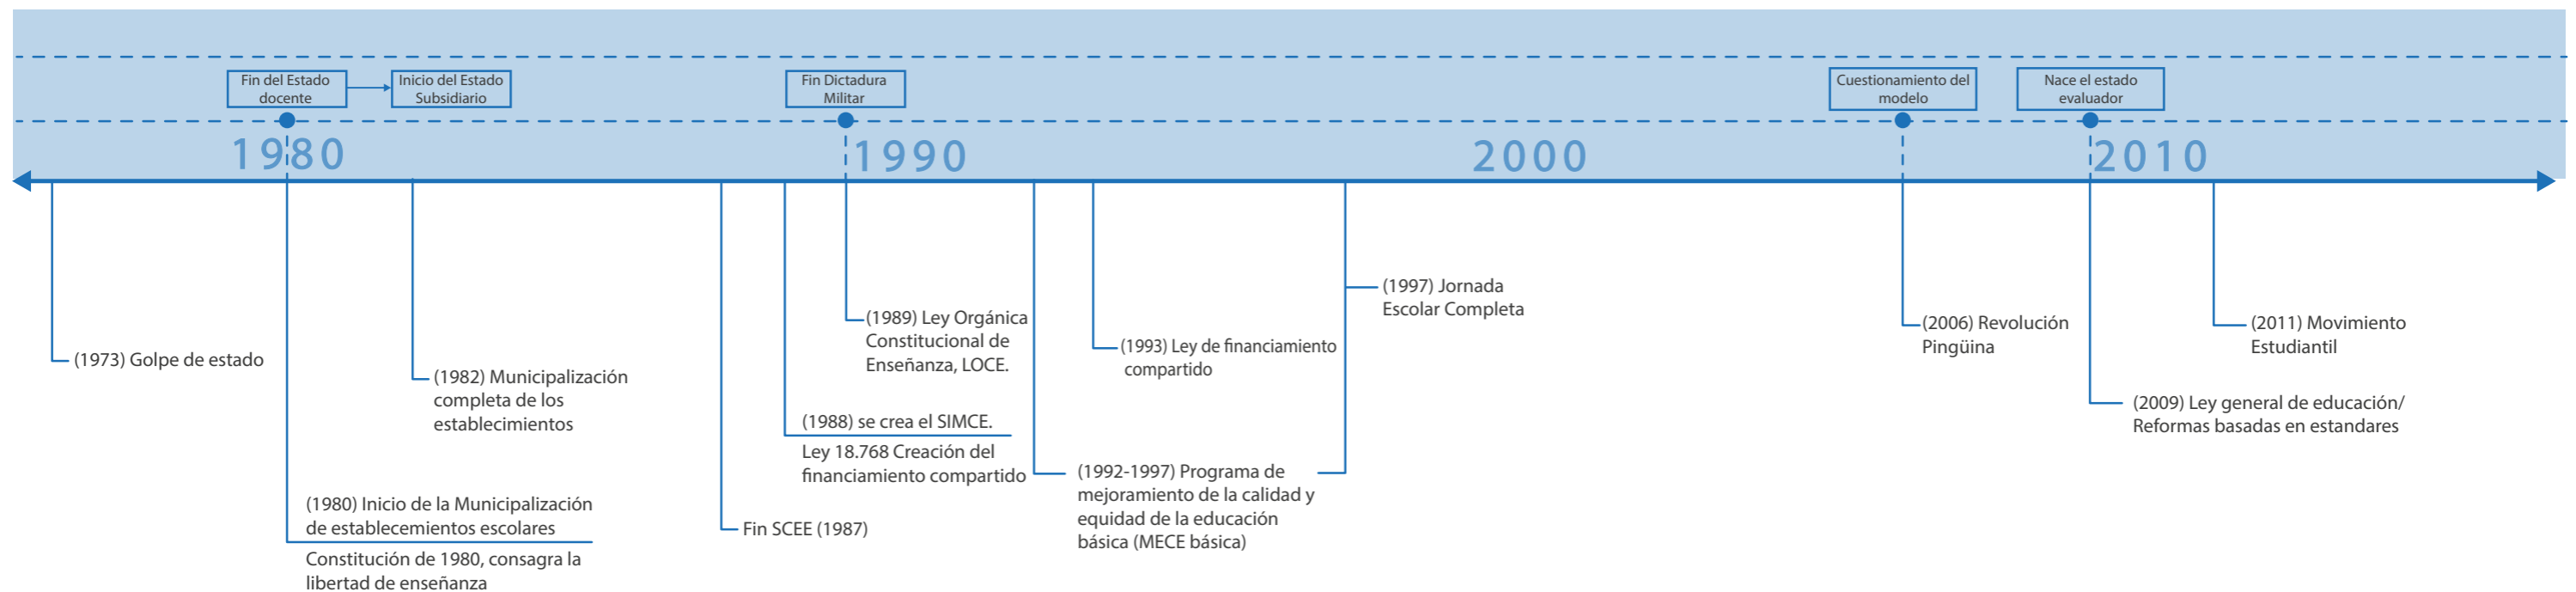 Fin del Estado
docente
Inicio del Estado
Subsidiario
Fin Dictadura
Militar
Cuestionamiento del
modelo
Nace el estado
evaluador
1980
1990
2000
2010
(1973) Golpe de estado
(1980) Inicio de la Municipalización
de establecemientos escolares
Constitución de 1980, consagra la
libertad de enseñanza
(1982) Municipalización
completa de los
establecimientos
Fin SCEE (1987)
(1988) se crea el SIMCE.
Ley 18.768 Creación del
financiamiento compartido
(1989) Ley Orgánica
Constitucional de
Enseñanza, LOCE.
(1992-1997) Programa de
mejoramiento de la calidad y
equidad de la educación
básica (MECE básica)
(1993) Ley de financiamiento
compartido
(1997) Jornada
Escolar Completa
(2006) Revolución
Pingüina
(2009) Ley general de educación/
Reformas basadas en estandares
(2011) Movimiento
Estudiantil